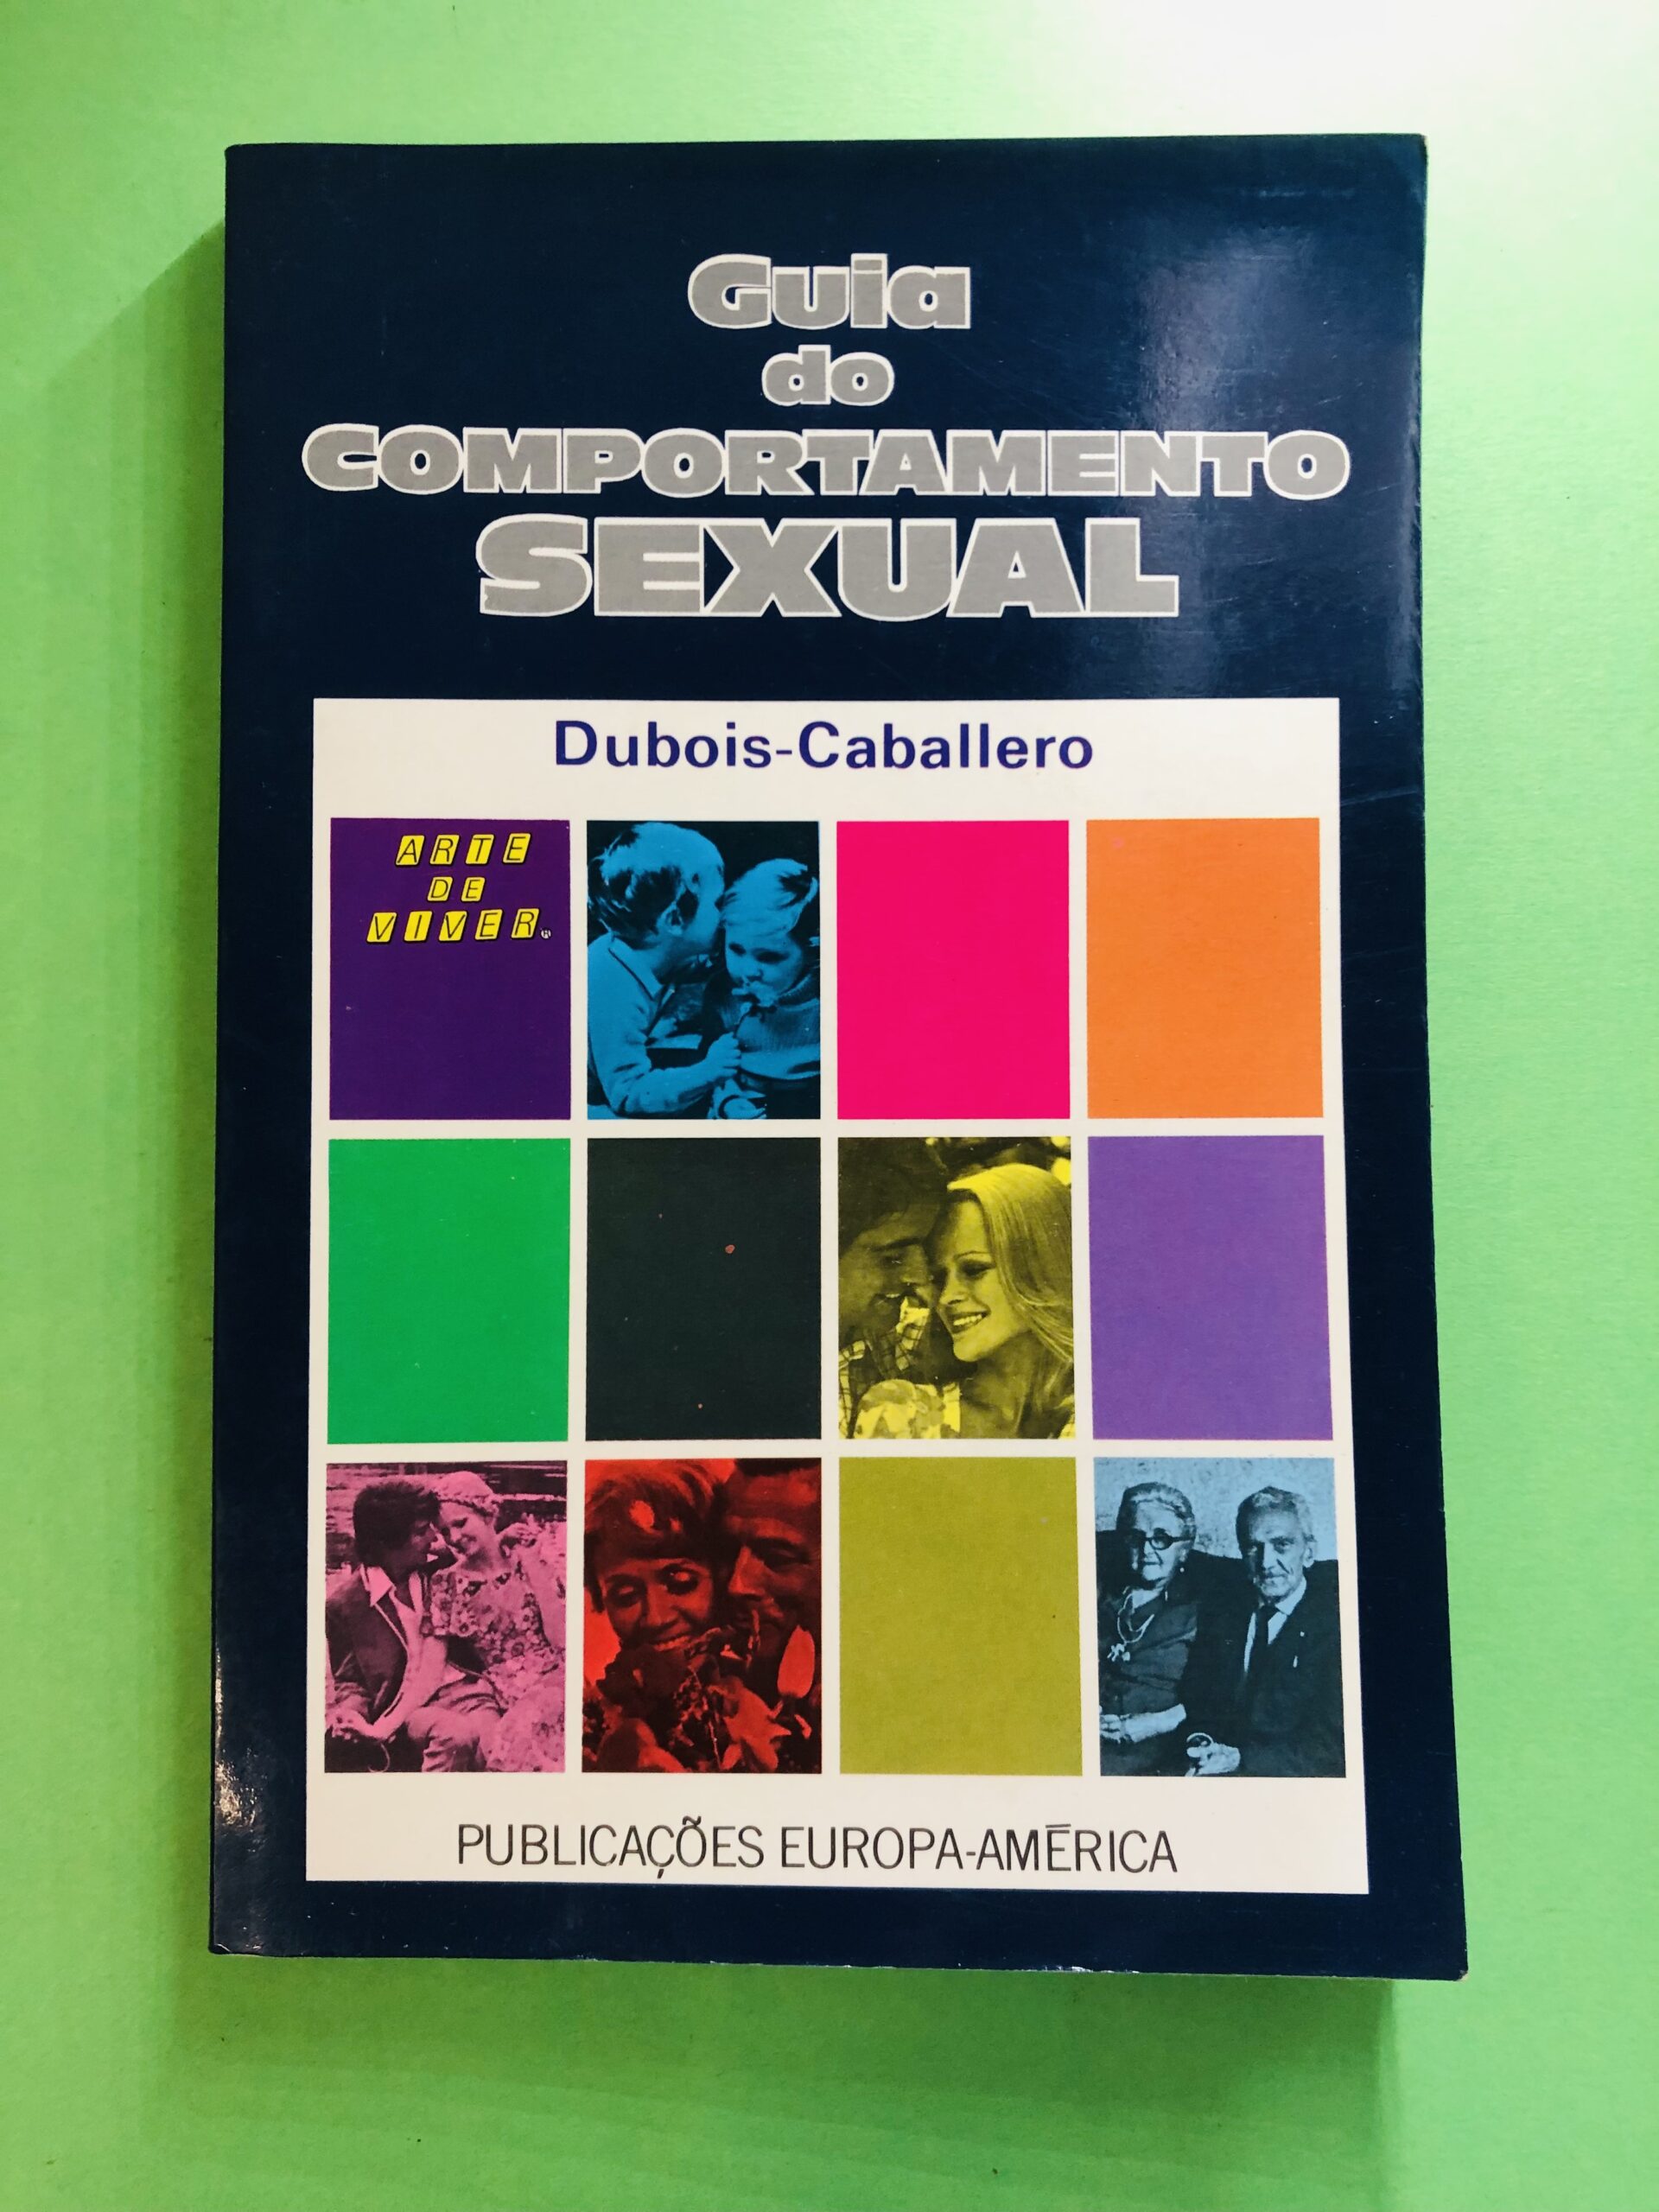 Guia
do
COMPORTAMENTO
SEXUAL
Dubois-Caballero
ARTE
DE
VIVER
PUBLICAÇÕES EUROPA-AMÉRICA